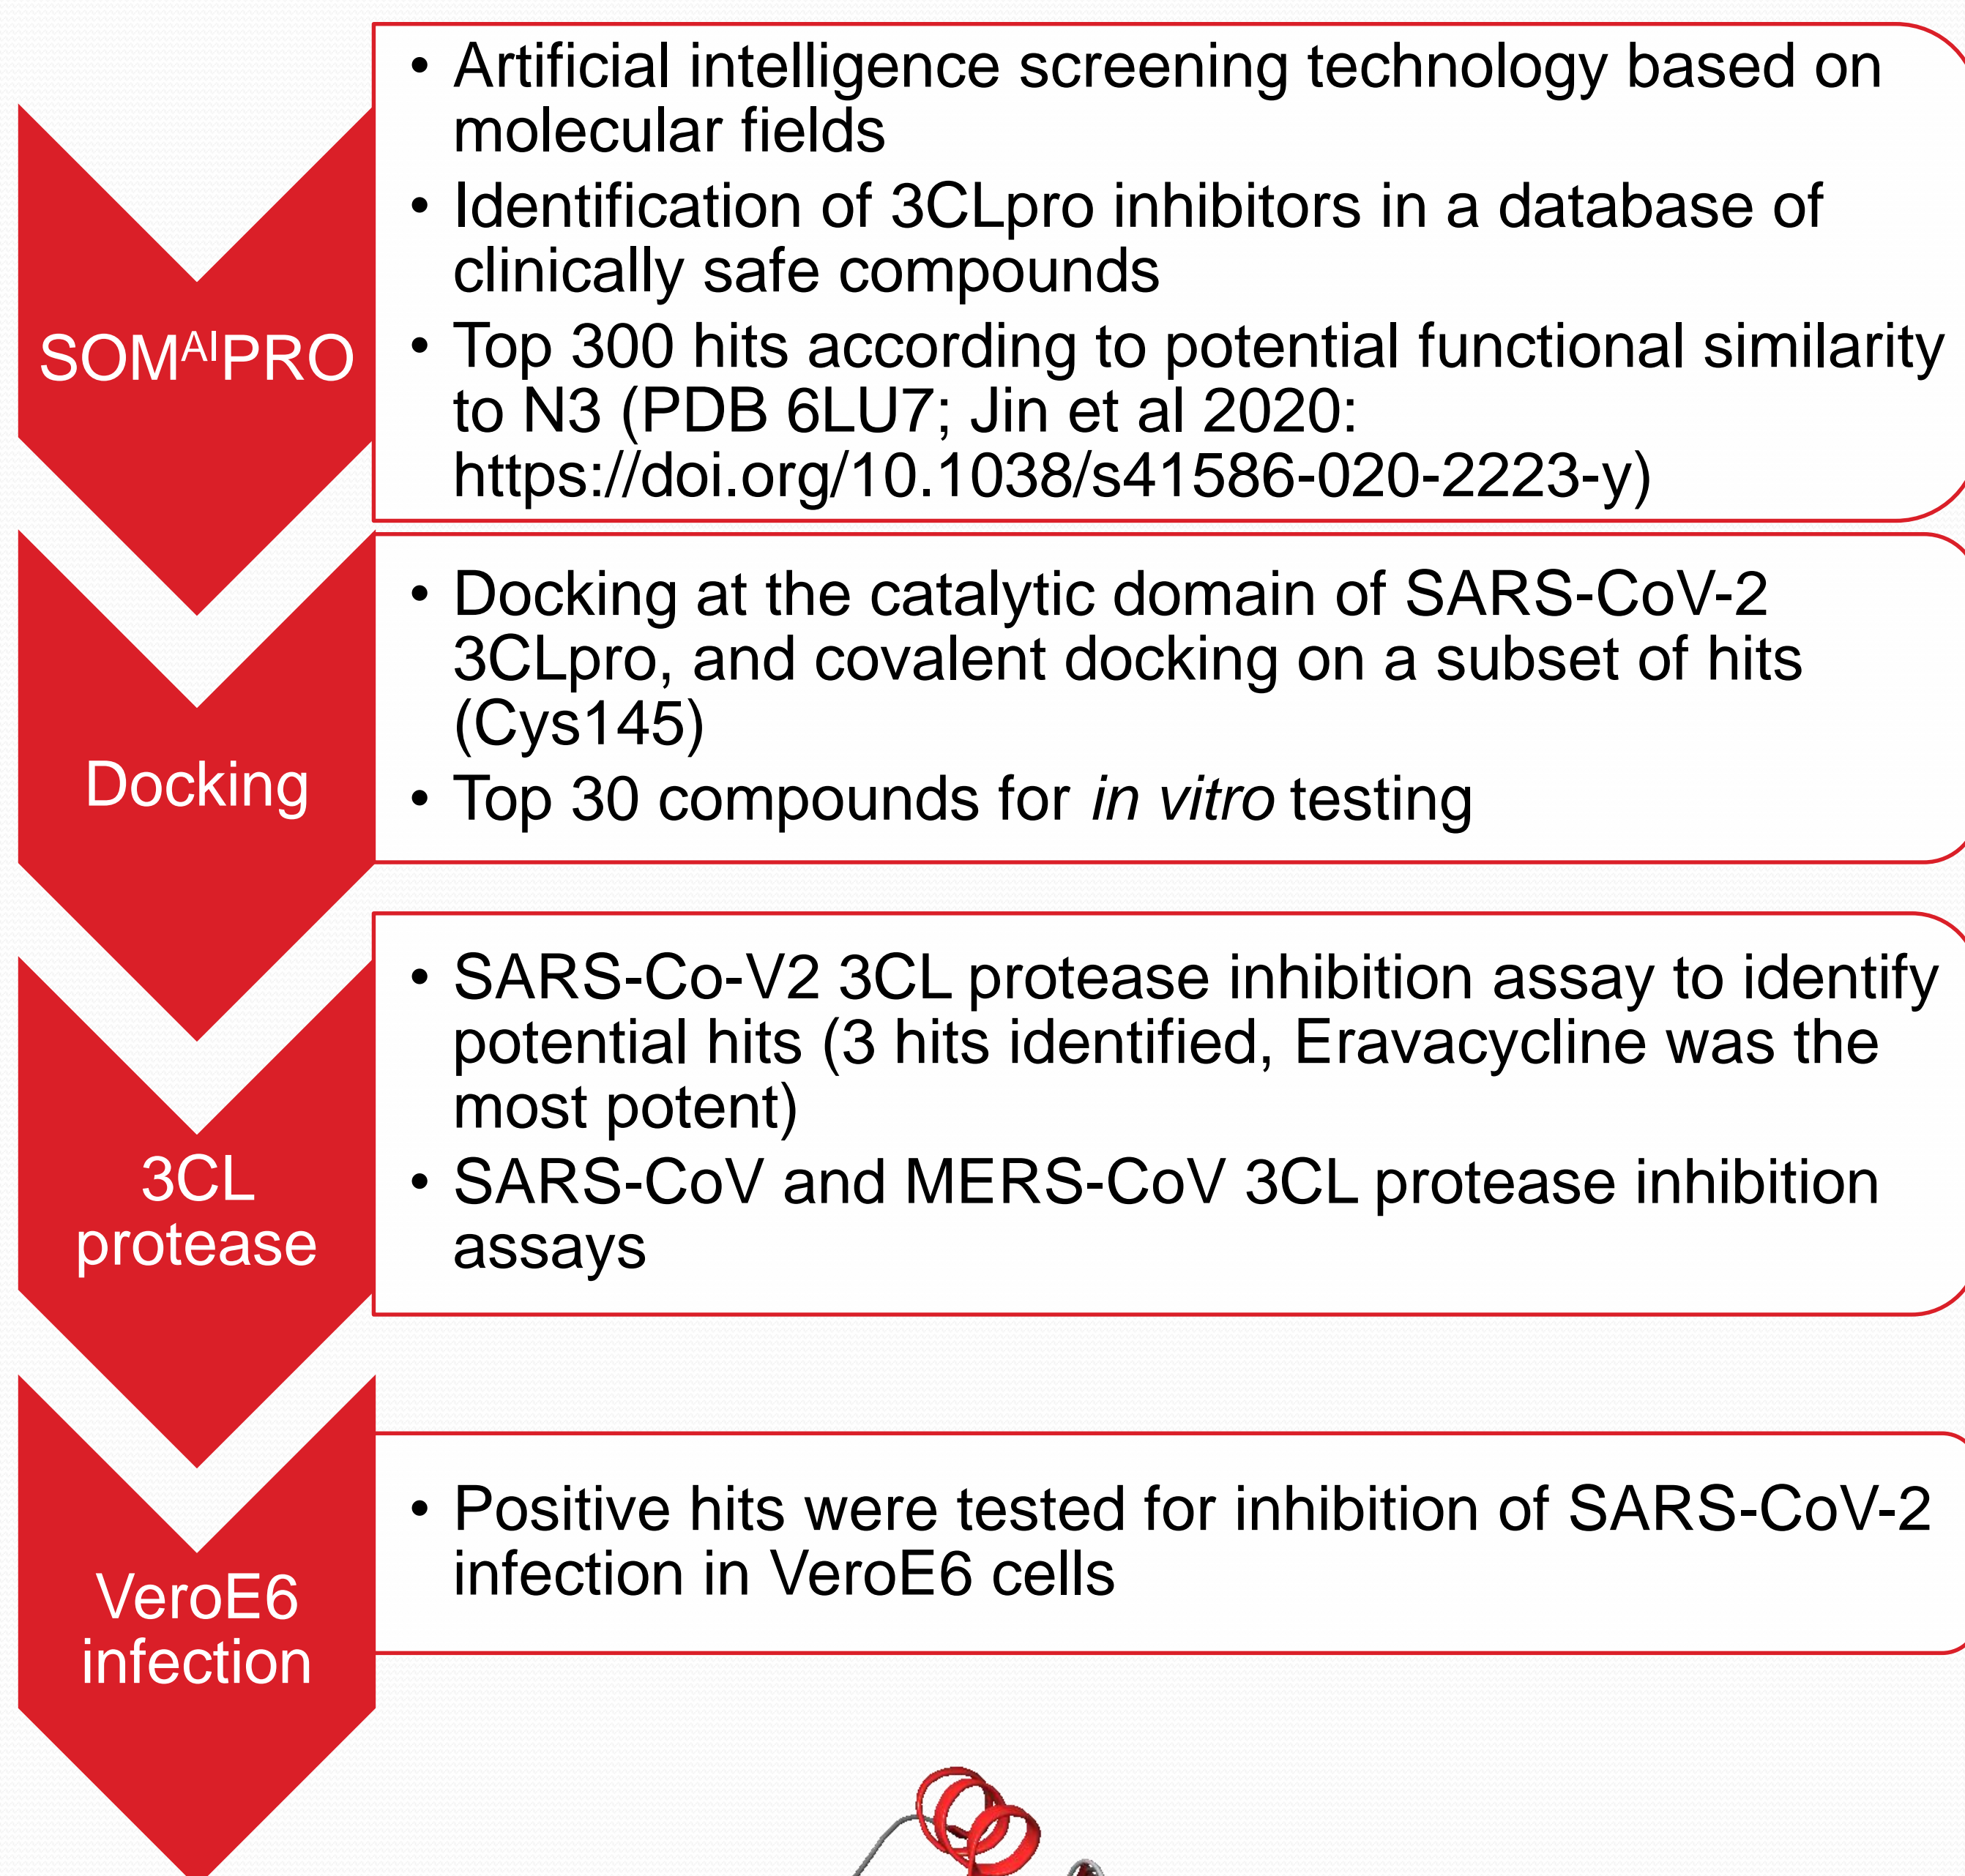 SOMᴬᴵPRO
• Artificial intelligence screening technology based on
molecular fields
• Identification of 3CLpro inhibitors in a database of
clinically safe compounds
• Top 300 hits according to potential functional similarity
to N3 (PDB 6LU7; Jin et al 2020:
https://doi.org/10.1038/s41586-020-2223-y)
Docking
• Docking at the catalytic domain of SARS-CoV-2
3CLpro, and covalent docking on a subset of hits
(Cys145)
• Top 30 compounds for in vitro testing
3CL
protease
• SARS-Co-V2 3CL protease inhibition assay to identify
potential hits (3 hits identified, Eravacycline was the
most potent)
• SARS-CoV and MERS-CoV 3CL protease inhibition
assays
VeroE6
infection
• Positive hits were tested for inhibition of SARS-CoV-2
infection in VeroE6 cells